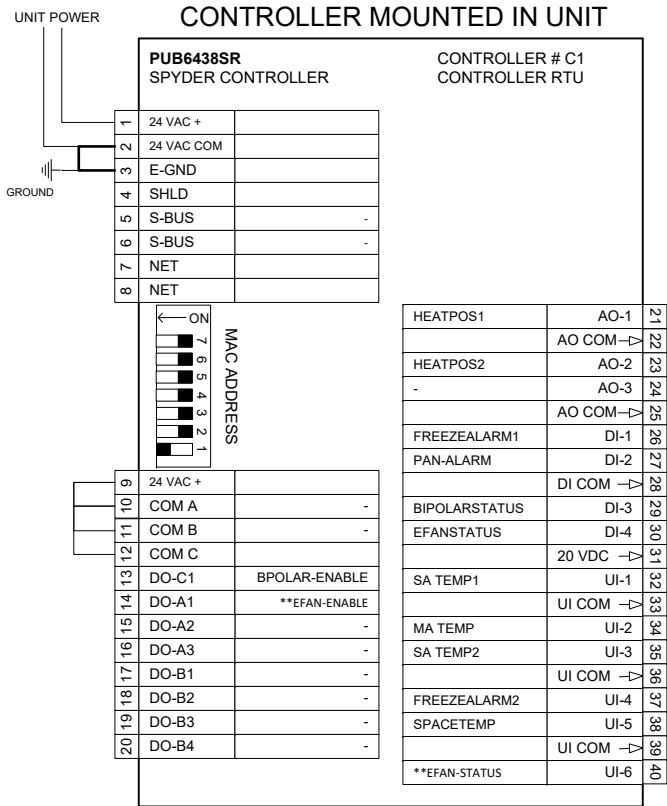 CONTROLLER MOUNTED IN UNIT
UNIT POWER
PUB6438SR
SPYDER CONTROLLER
CONTROLLER # C1
CONTROLLER RTU
GROUND
1 24 VAC +
2 24 VAC COM
3 E-GND
4 SHLD
5 S-BUS -
6 S-BUS -
7 NET
8 NET
ON
7
6
5
4
3
2
1
MAC ADDRESS
9 24 VAC +
10 COM A -
11 COM B -
12 COM C
13 DO-C1 BPOLAR-ENABLE
14 DO-A1 **EFAN-ENABLE
15 DO-A2 -
16 DO-A3 -
17 DO-B1 -
18 DO-B2 -
19 DO-B3 -
20 DO-B4 -
HEATPOS1 AO-1 21
AO COM 22
HEATPOS2 AO-2 23
- AO-3 24
AO COM 25
FREEZEALARM1 DI-1 26
PAN-ALARM DI-2 27
DI COM 28
BIPOLARSTATUS DI-3 29
EFANSTATUS DI-4 30
20 VDC 31
SA TEMP1 UI-1 32
UI COM 33
MA TEMP UI-2 34
SA TEMP2 UI-3 35
UI COM 36
FREEZEALARM2 UI-4 37
SPACETEMP UI-5 38
UI COM 39
**EFAN-STATUS UI-6 40